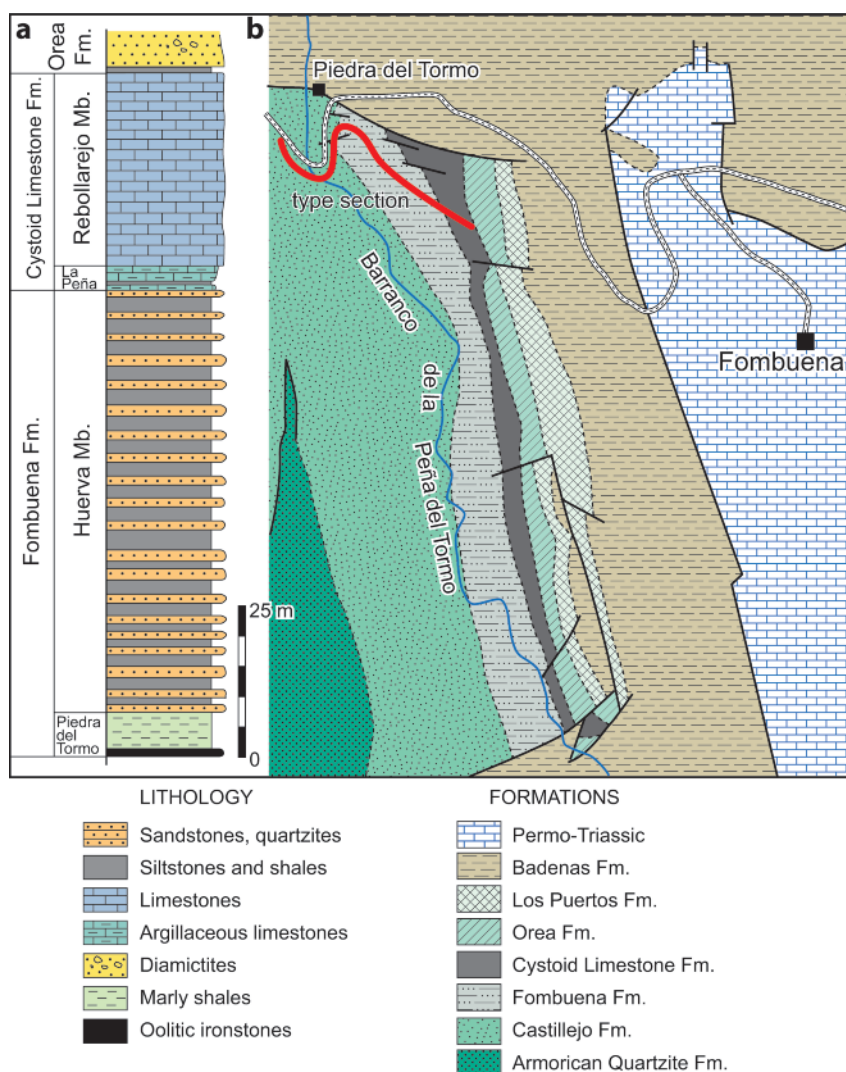 a
b
Orea
Fm.
Cystoid Limestone Fm.
Rebollarejo Mb.
La
Peña
Fombuena Fm.
Huerva Mb.
Piedra
del
Tormo
25 m
0
Piedra del Tormo
type section
Barranco
de la
Peña del Tormo
Fombuena
LITHOLOGY
Sandstones, quartzites
Siltstones and shales
Limestones
Argillaceous limestones
Diamictites
Marly shales
Oolitic ironstones
FORMATIONS
Permo-Triassic
Badenas Fm.
Los Puertos Fm.
Orea Fm.
Cystoid Limestone Fm.
Fombuena Fm.
Castillejo Fm.
Armorican Quartzite Fm.